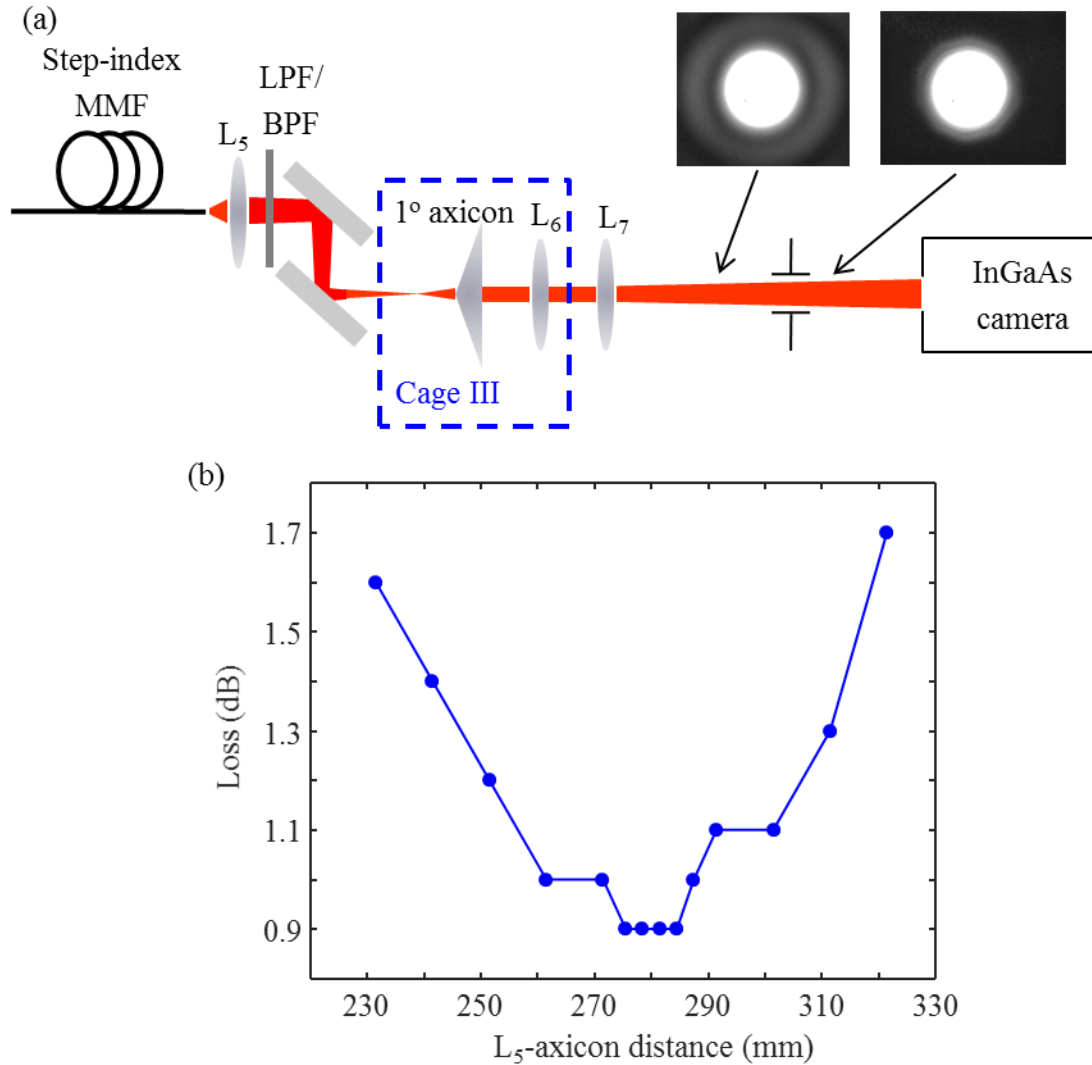 (a)
Step-index
MMF
L5
LPF/
BPF
1o axicon
L6
L7
InGaAs
camera
Cage III
(b)
Loss (dB)
1.7
1.5
1.3
1.1
0.9
230 250 270 290 310 330
L5-axicon distance (mm)